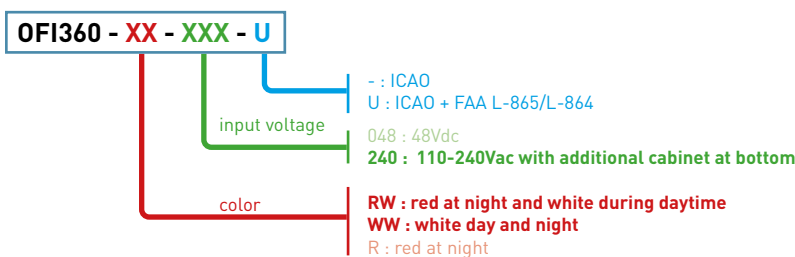 OFI360 - XX - XXX - U
- : ICAO
U : ICAO + FAA L-865/L-864
input voltage
048 : 48Vdc
240 : 110-240Vac with additional cabinet at bottom
color
RW : red at night and white during daytime
WW : white day and night
R : red at night